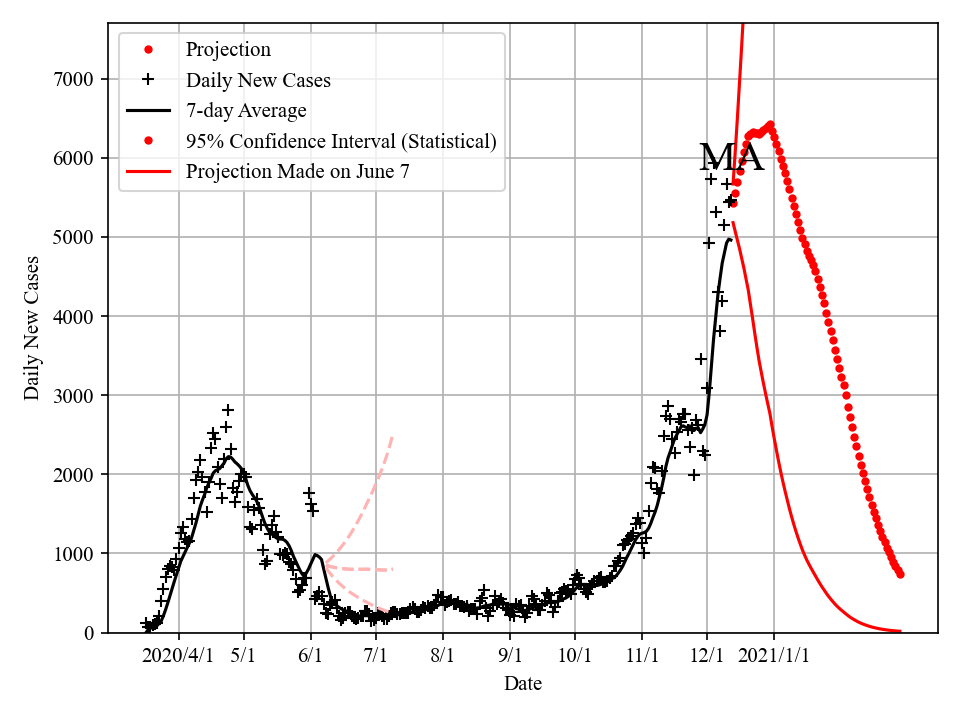 Projection
Daily New Cases
7-day Average
95% Confidence Interval (Statistical)
Projection Made on June 7
MA
7000
6000
5000
4000
3000
2000
1000
0
Daily New Cases
2020/4/1 5/1 6/1 7/1 8/1 9/1 10/1 11/1 12/1 2021/1/1
Date